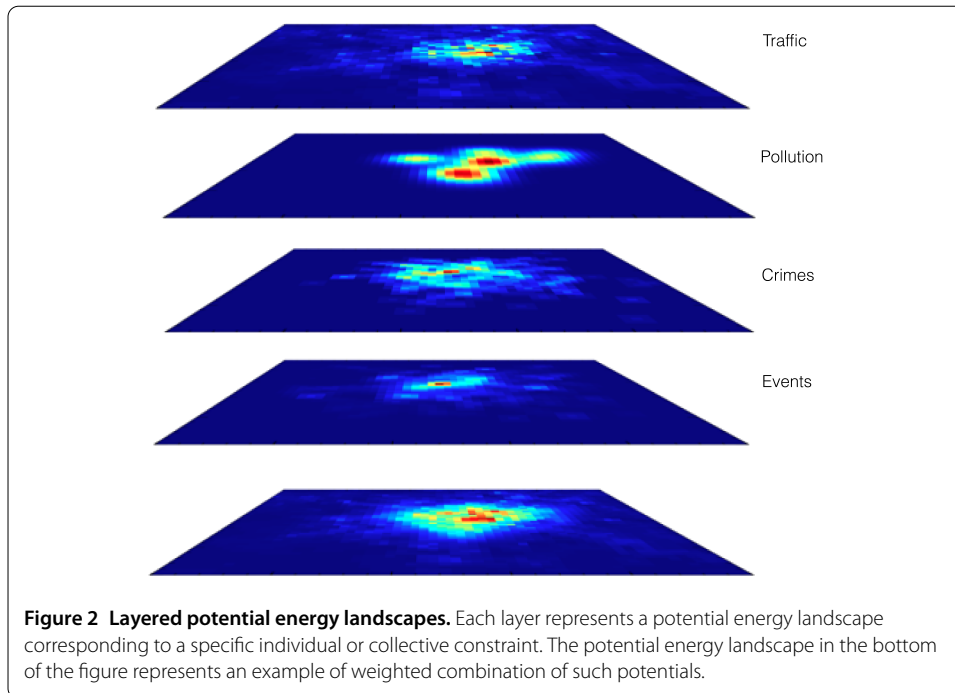 Traffic
Pollution
Crimes
Events
Figure 2 Layered potential energy landscapes. Each layer represents a potential energy landscape
corresponding to a specific individual or collective constraint. The potential energy landscape in the bottom
of the figure represents an example of weighted combination of such potentials.